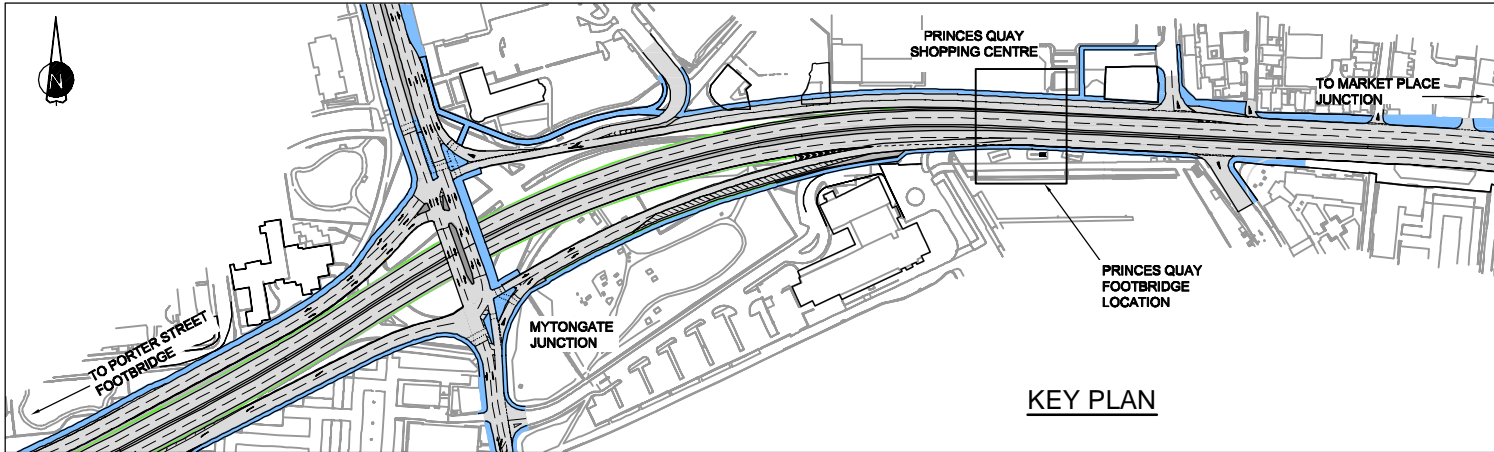 N
PRINCES QUAY
SHOPPING CENTRE
TO MARKET PLACE
JUNCTION
PRINCES QUAY
FOOTBRIDGE
LOCATION
MYTONGATE
JUNCTION
TO PORTER STREET
FOOTBRIDGE
KEY PLAN